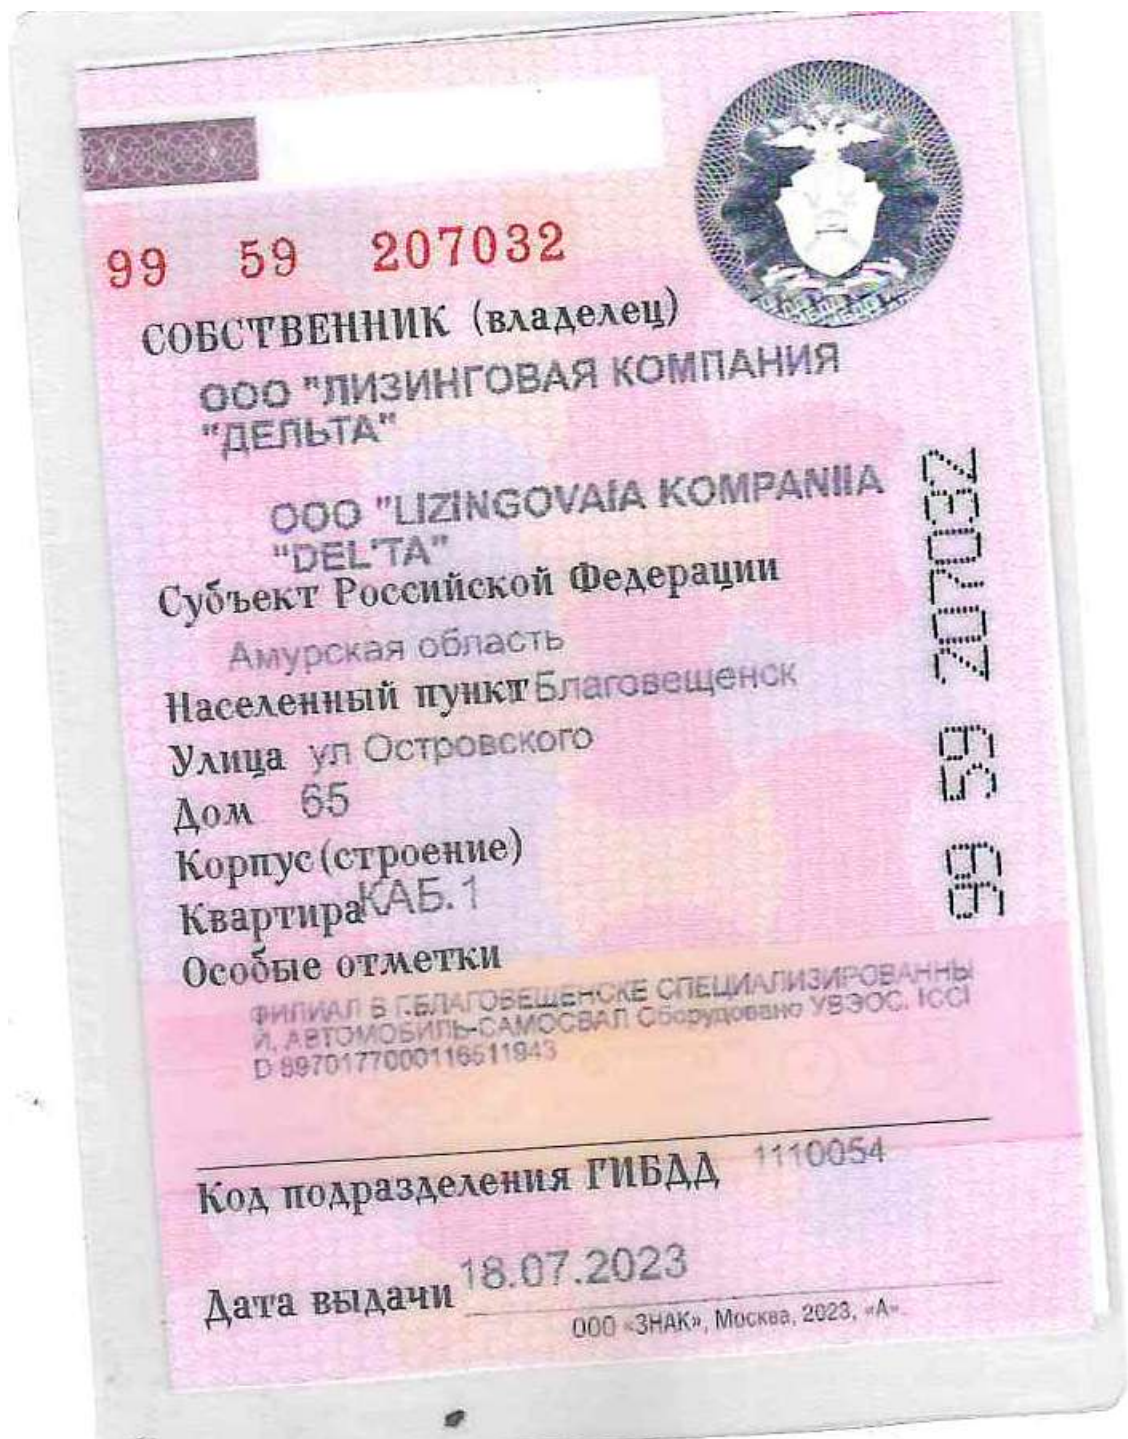 99 59 207032
СОБСТВЕННИК (владелец)
ООО "ЛИЗИНГОВАЯ КОМПАНИЯ
"ДЕЛЬТА"
OOO "LIZINGOVAIA KOMPANIIA
"DEL'TA"
Субъект Российской Федерации
Амурская область
Населенный пункт Благовещенск
Улица ул Островского
Дом 65
Корпус (строение)
Квартира КАБ.1
Особые отметки
ФИЛИАЛ В Г.БЛАГОВЕЩЕНСКЕ СПЕЦИАЛИЗИРОВАННЫ
Й, АВТОМОБИЛЬ-САМОСВАЛ Оборудовано УВЭОС. ICCI
D 8970177000116511943
Код подразделения ГИБДД 1110054
Дата выдачи 18.07.2023
ООО «ЗНАК», Москва, 2023, «А».
99 59 207032